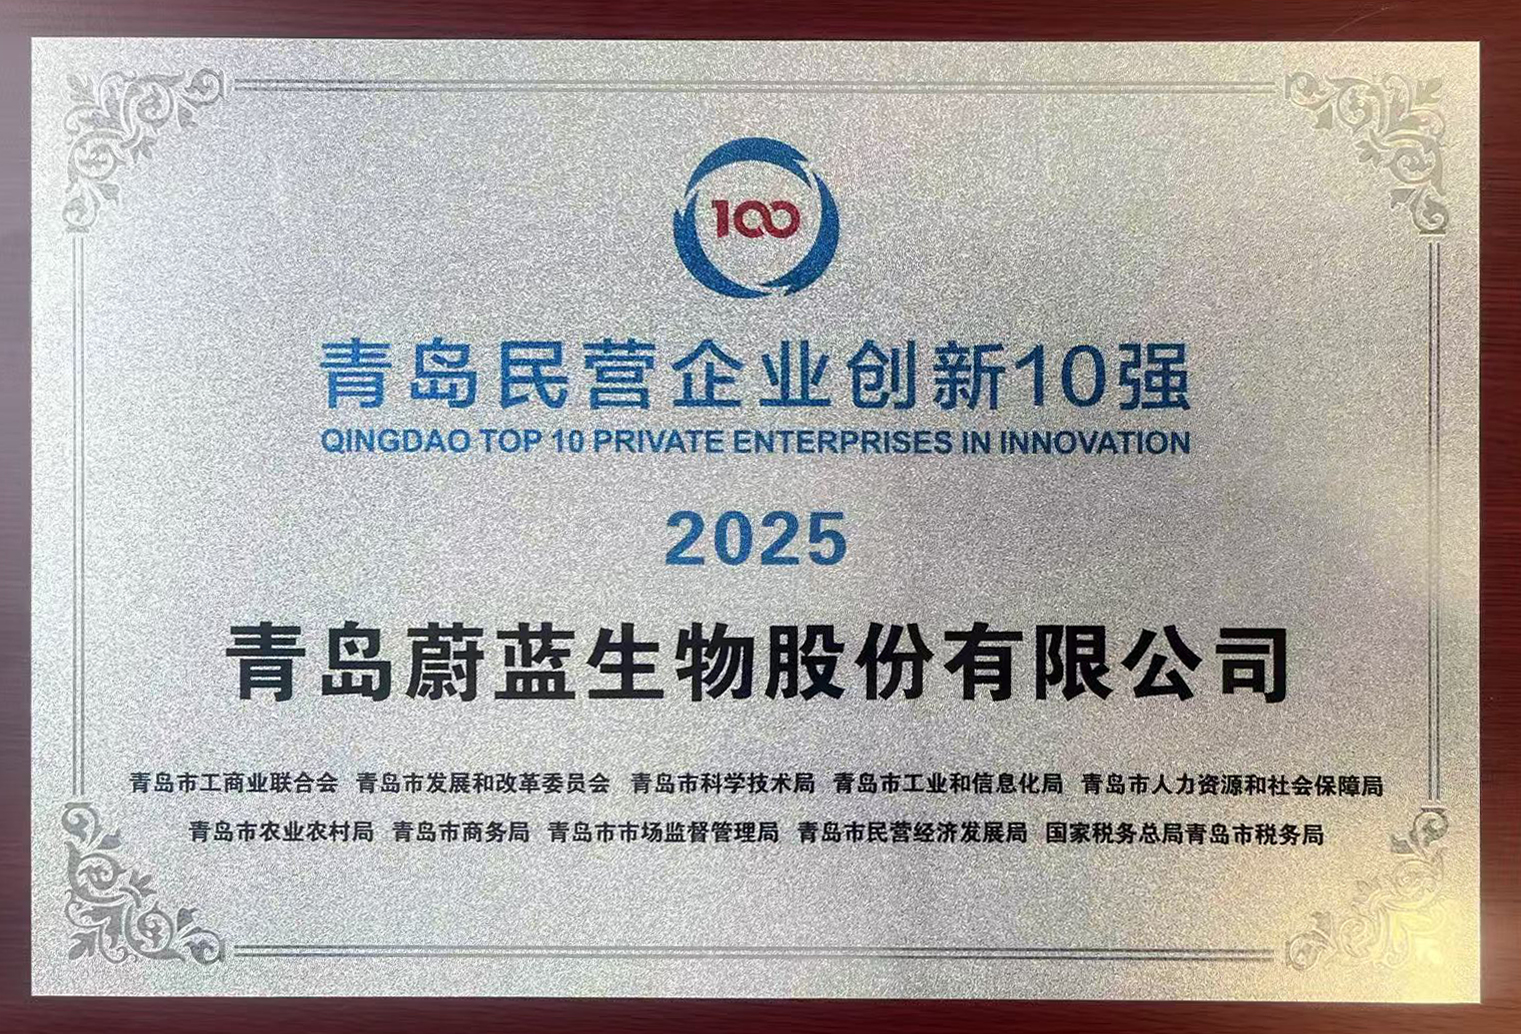 100
青岛民营企业创新10强
QINGDAO TOP 10 PRIVATE ENTERPRISES IN INNOVATION
2025
青岛蔚蓝生物股份有限公司
青岛市工商业联合会 青岛市发展和改革委员会 青岛市科学技术局 青岛市工业和信息化局 青岛市人力资源和社会保障局
青岛市农业农村局 青岛市商务局 青岛市市场监督管理局 青岛市民营经济发展局 国家税务总局青岛市税务局